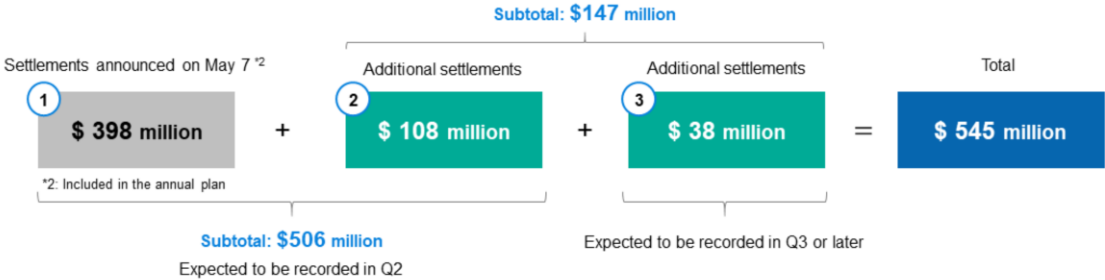 Subtotal: $147 million
Settlements announced on May 7 *2
Additional settlements
Additional settlements
Total
1
$ 398 million
+
2
$ 108 million
+
3
$ 38 million
=
$ 545 million
*2: Included in the annual plan
Subtotal: $506 million
Expected to be recorded in Q2
Expected to be recorded in Q3 or later